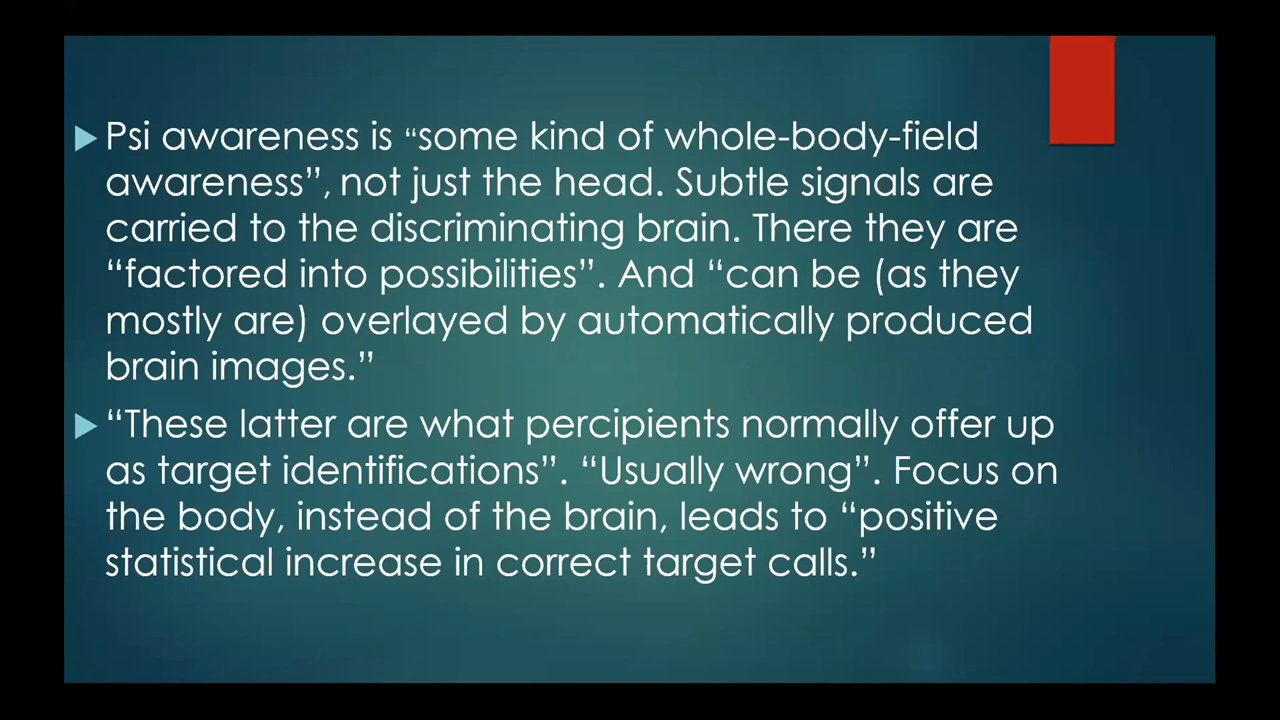 Psi awareness is “some kind of whole-body-field
awareness”, not just the head. Subtle signals are
carried to the discriminating brain. There they are
“factored into possibilities”. And “can be (as they
mostly are) overlayed by automatically produced
brain images.”
“These latter are what percipients normally offer up
as target identifications”. “Usually wrong”. Focus on
the body, instead of the brain, leads to “positive
statistical increase in correct target calls.”